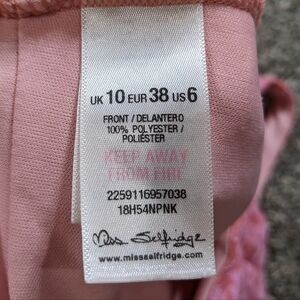 UK 10 EUR 38 US 6
FRONT / DELANTERO
100% POLYESTER /
POLIÉSTER
KEEP AWAY
FROM FIRE
2259116957038
18H54NPNK
Miss Selfridge
www.missselfridge.com